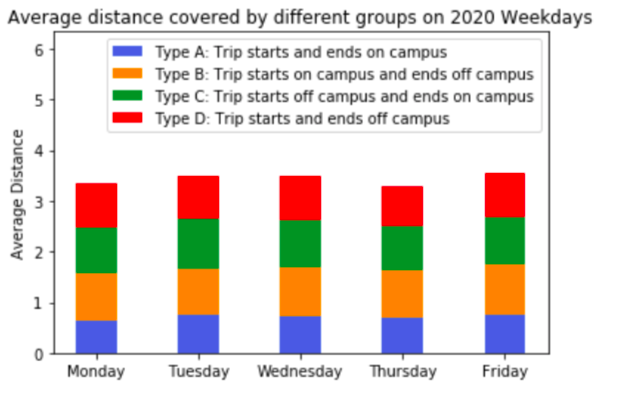 Average distance covered by different groups on 2020 Weekdays
Type A: Trip starts and ends on campus
Type B: Trip starts on campus and ends off campus
Type C: Trip starts off campus and ends on campus
Type D: Trip starts and ends off campus
Average Distance
6
5
4
3
2
1
0
Monday Tuesday Wednesday Thursday Friday